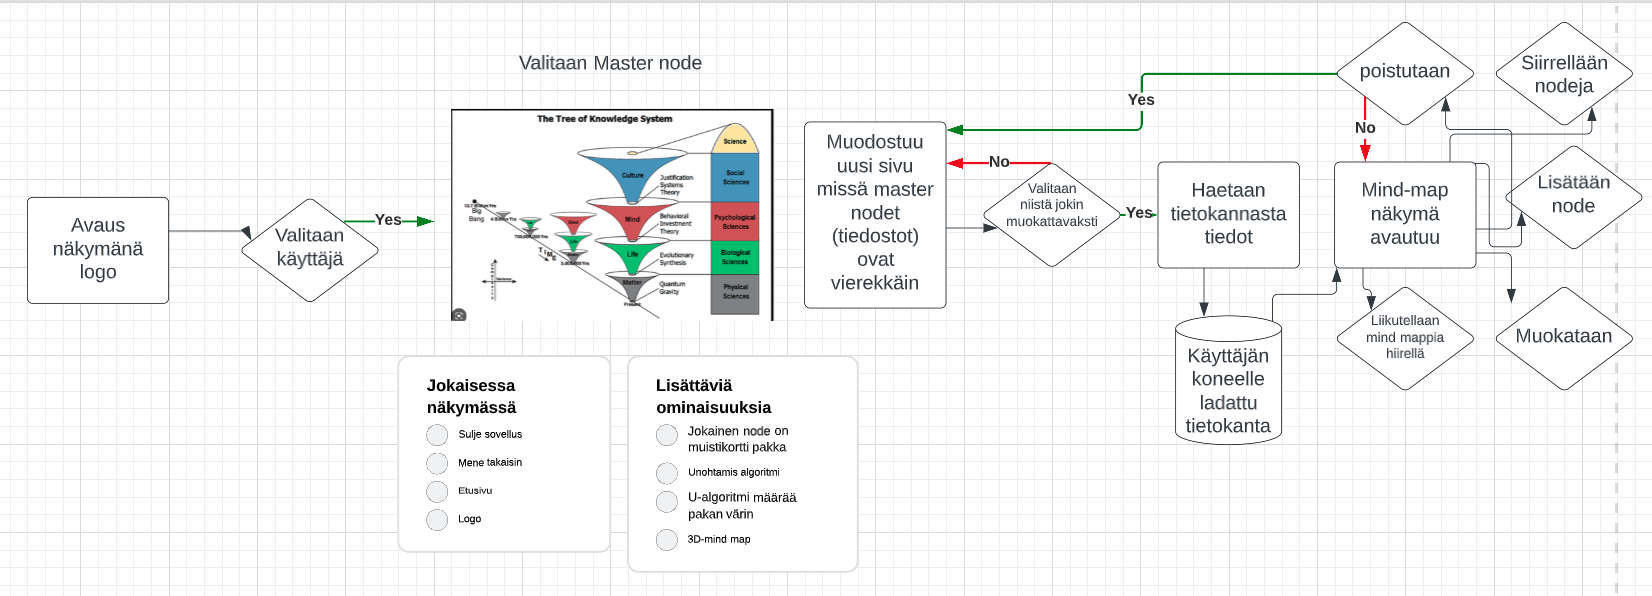 Avaus
näkymänä
logo
Valitaan
käyttäjä
Yes
Valitaan Master node
The Tree of Knowledge System
Science
Culture
Social
Sciences
Justification
Systems
Theory
Mind
Psychological
Sciences
Behavioral
Investment
Theory
Life
Biological
Sciences
Evolutionary
Synthesis
Matter
Physical
Sciences
Quantum
Gravity
Big
Bang
Present
Muodostuu
uusi sivu
missä master
nodet
(tiedostot)
ovat
vierekkäin
Yes
No
Valitaan
niistä jokin
muokattavaksti
Yes
Haetaan
tietokannasta
tiedot
Käyttäjän
koneelle
ladattu
tietokanta
poistutaan
No
Mind-map
näkymä
avautuu
Siirrellään
nodeja
Lisätään
node
Liikutellaan
mind mappia
hiirellä
Muokataan
Jokaisessa
näkymässä
Sulje sovellus
Mene takaisin
Etusivu
Logo
Lisättäviä
ominaisuuksia
Jokainen node on
muistikortti pakka
Unohtamis algoritmi
U-algoritmi määrää
pakan värin
3D-mind map